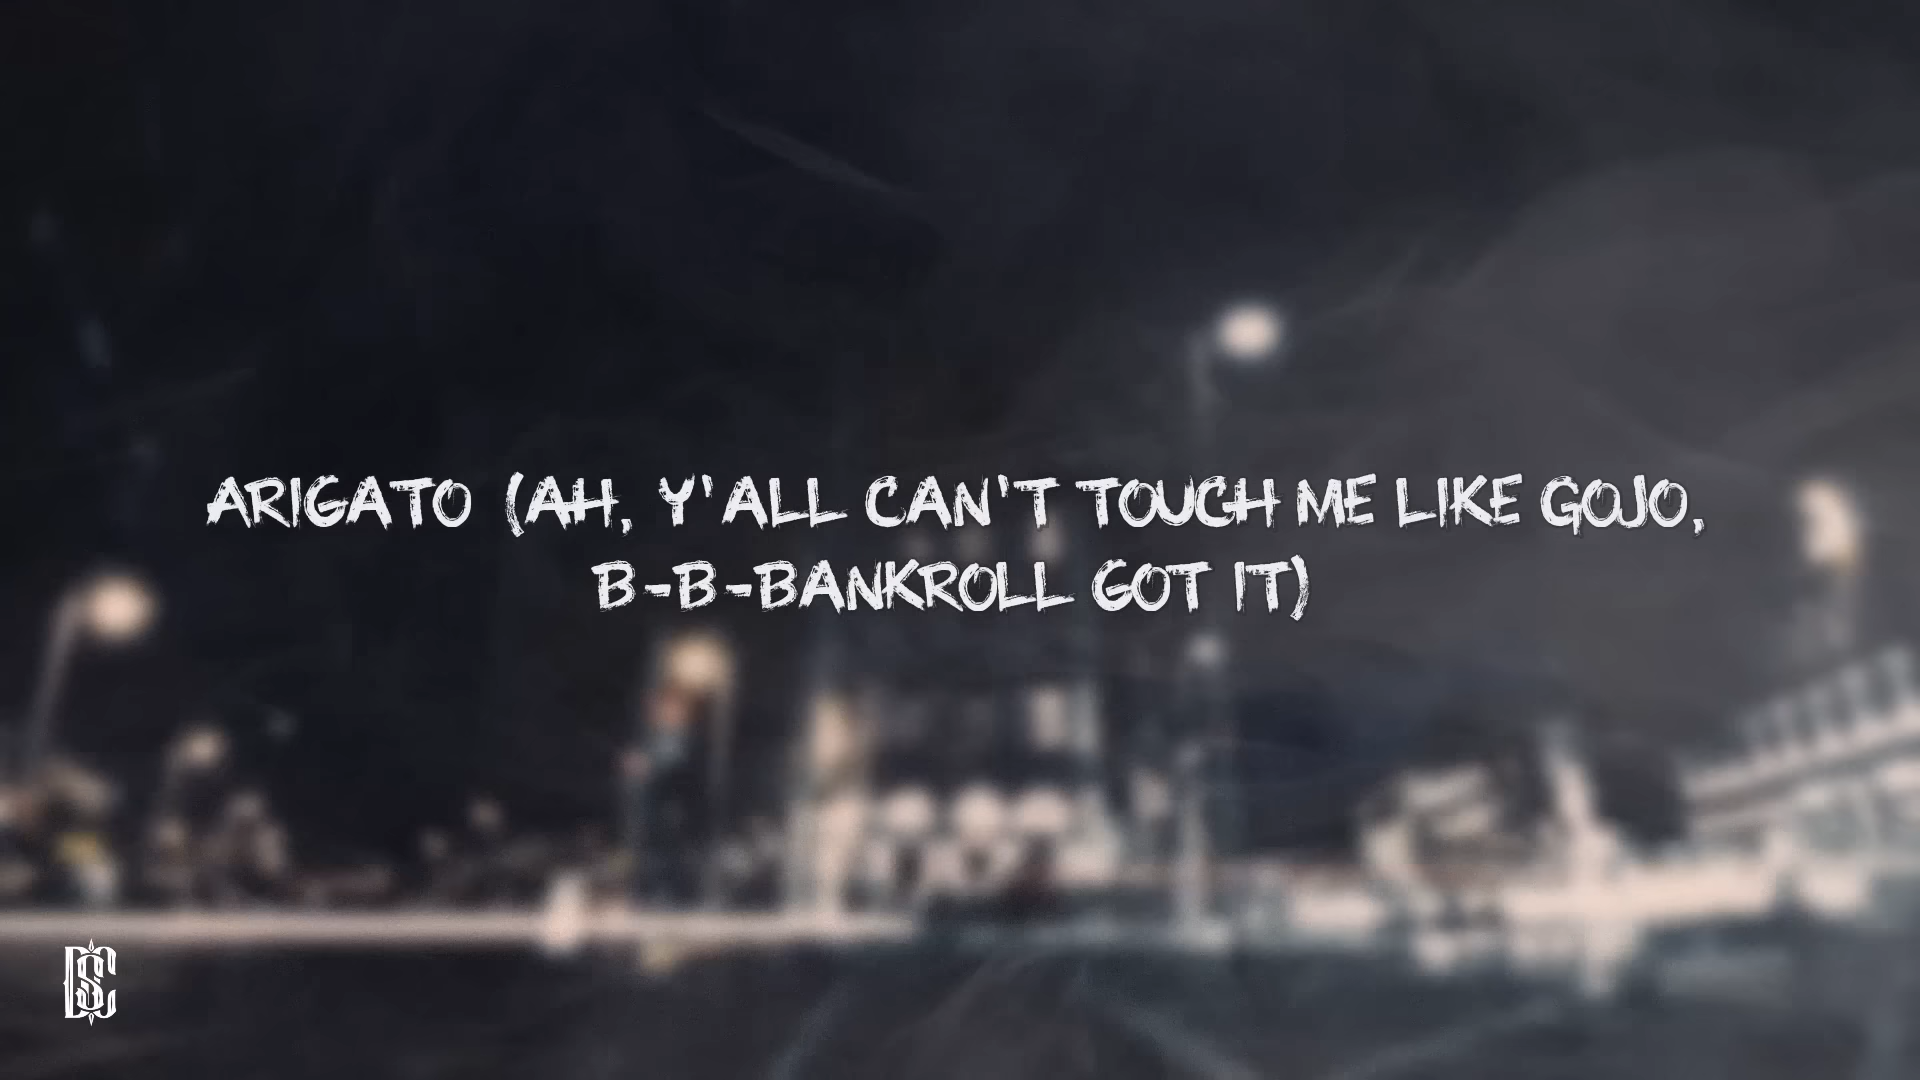 ARIGATO (AH, Y'ALL CAN'T TOUCH ME LIKE GOJO,
B-B-BANKROLL GOT IT)